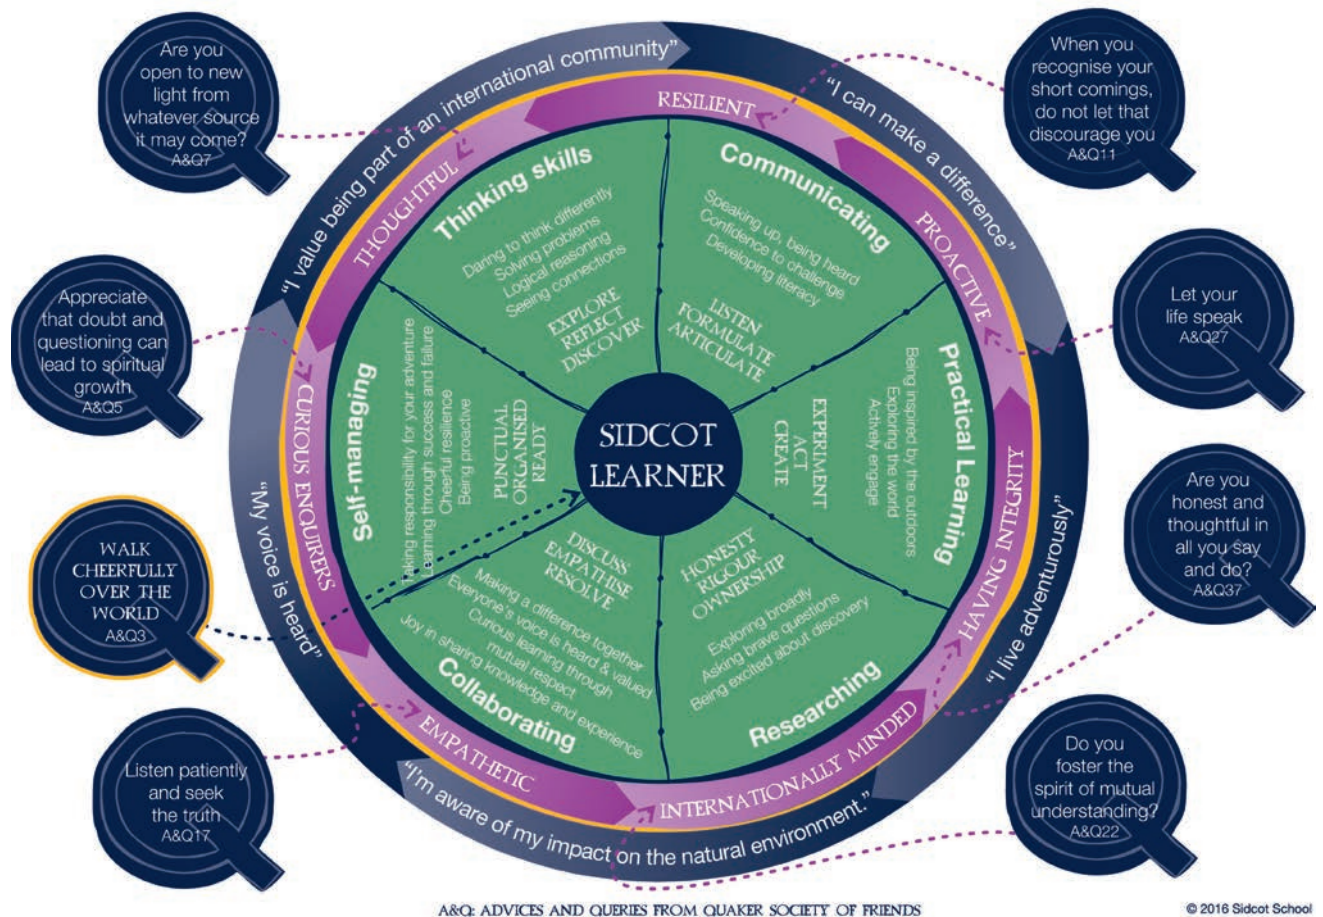 Are you
open to new
light from
whatever source
it may come?
A&Q7
Appreciate
that doubt and
questioning can
lead to spiritual
growth
A&Q5
WALK
CHEERFULLY
OVER THE
WORLD
A&Q3
Listen patiently
and seek
the truth
A&Q17
"I value being part of an international community"
"I can make a difference"
"I live adventurously"
"I'm aware of my impact on the natural environment."
"My voice is heard"
RESILIENT
PROACTIVE
HAVING INTEGRITY
INTERNATIONALLY MINDED
EMPATHETIC
CURIOUS ENQUIRERS
THOUGHTFUL
Thinking skills
Daring to think differently
Solving problems
Logical reasoning
Seeing connections
EXPLORE
REFLECT
DISCOVER
Communicating
Speaking up, being heard
Confidence to challenge
Developing literacy
LISTEN
FORMULATE
ARTICULATE
Practical Learning
Being inspired by the outdoors
Exploring the world
Actively engage
EXPERIMENT
ACT
CREATE
HONESTY
RIGOUR
OWNERSHIP
Exploring broadly
Asking brave questions
Being excited about discovery
Researching
DISCUSS
EMPATHISE
RESOLVE
Making a difference together
Everyone's voice is heard & valued
Curious learning through
mutual respect
Joy in sharing knowledge and experience
Collaborating
Self-managing
Taking responsibility for your adventure
Learning through success and failure
Cheerful resilience
Being proactive
PUNCTUAL
ORGANISED
READY
SIDCOT
LEARNER
When you
recognise your
short comings,
do not let that
discourage you
A&Q11
Let your
life speak
A&Q27
Are you
honest and
thoughtful in
all you say
and do?
A&Q37
Do you
foster the
spirit of mutual
understanding?
A&Q22
A&Q: ADVICES AND QUERIES FROM QUAKER SOCIETY OF FRIENDS
© 2016 Sidcot School